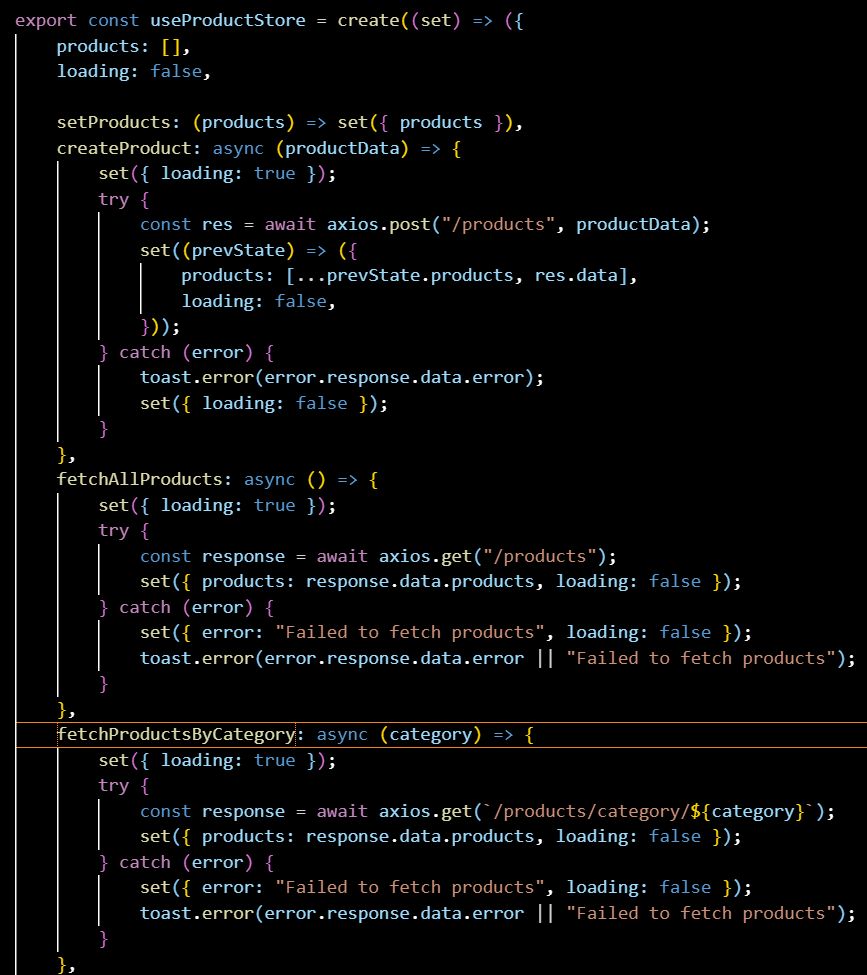 export const useProductStore = create((set) => ({
    products: [],
    loading: false,

    setProducts: (products) => set({ products }),
    createProduct: async (productData) => {
        set({ loading: true });
        try {
            const res = await axios.post("/products", productData);
            set((prevState) => ({
                products: [...prevState.products, res.data],
                loading: false,
            }));
        } catch (error) {
            toast.error(error.response.data.error);
            set({ loading: false });
        }
    },
    fetchAllProducts: async () => {
        set({ loading: true });
        try {
            const response = await axios.get("/products");
            set({ products: response.data.products, loading: false });
        } catch (error) {
            set({ error: "Failed to fetch products", loading: false });
            toast.error(error.response.data.error || "Failed to fetch products");
        }
    },
    fetchProductsByCategory: async (category) => {
        set({ loading: true });
        try {
            const response = await axios.get(`/products/category/${category}`);
            set({ products: response.data.products, loading: false });
        } catch (error) {
            set({ error: "Failed to fetch products", loading: false });
            toast.error(error.response.data.error || "Failed to fetch products");
        }
    },